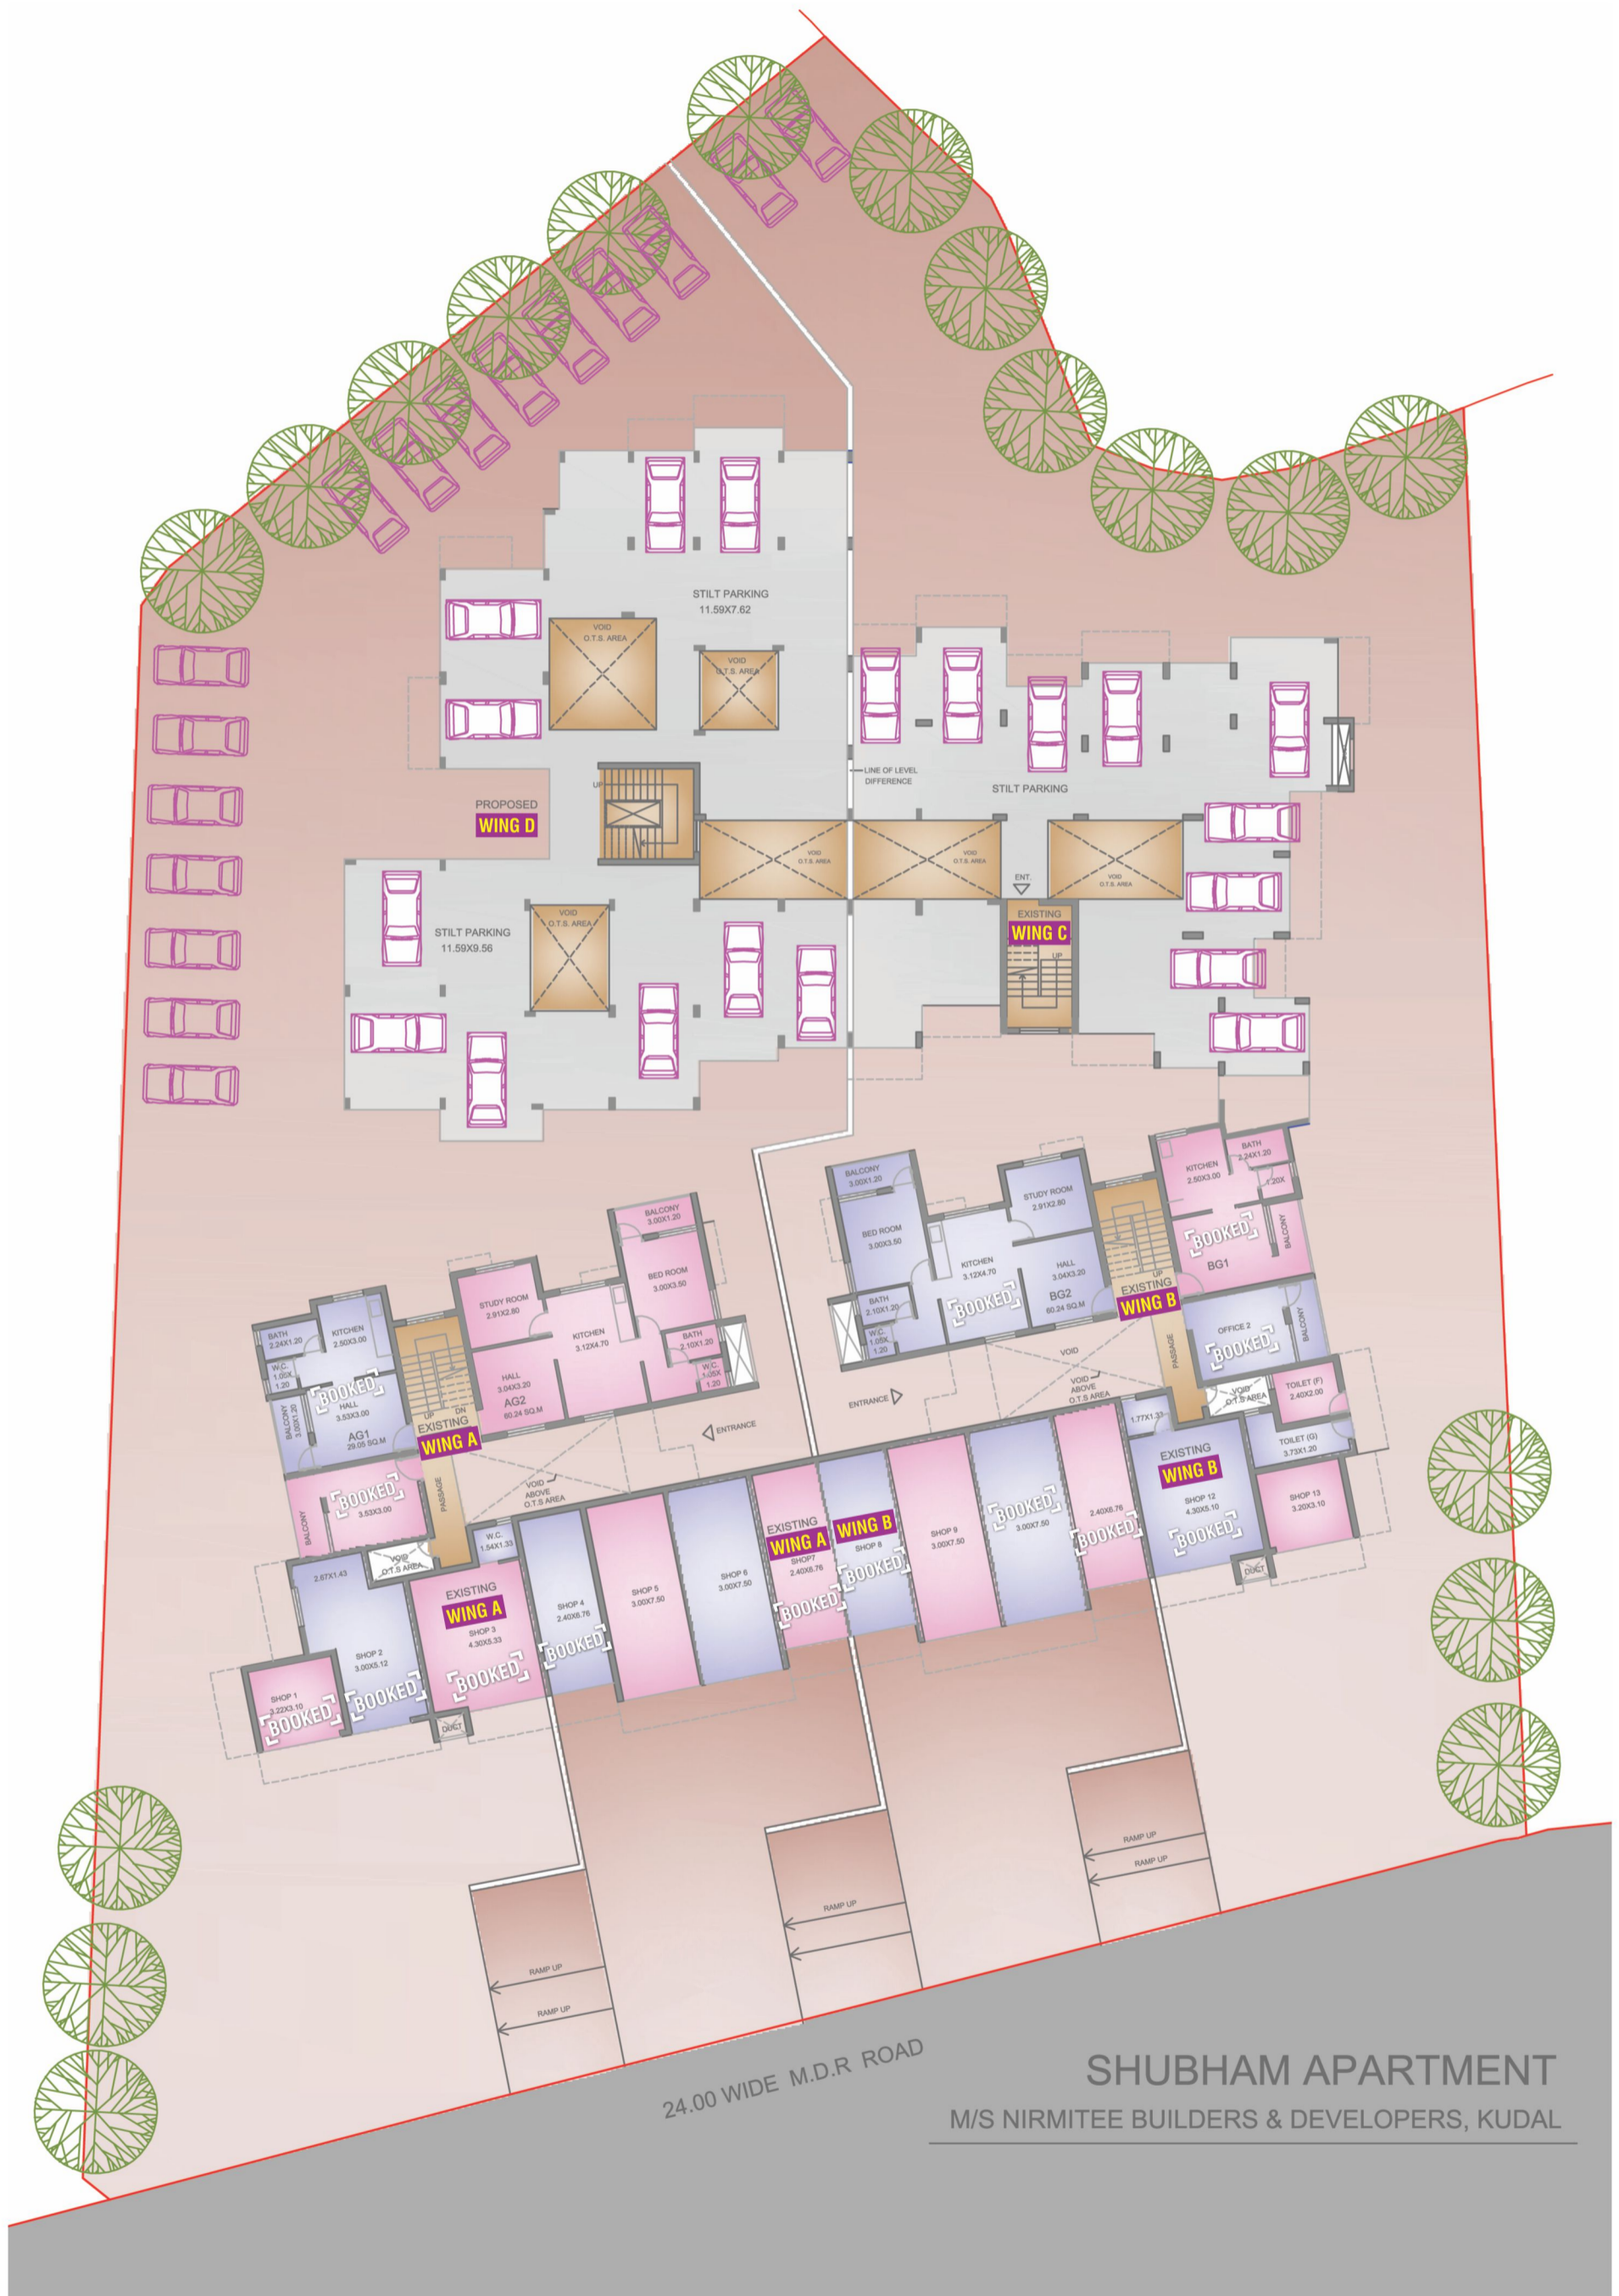 STILT PARKING
11.59X7.62
VOID
O.T.S. AREA
VOID
O.T.S. AREA
LINE OF LEVEL
DIFFERENCE
STILT PARKING
UP
PROPOSED
WING D
VOID
O.T.S. AREA
VOID
O.T.S. AREA
VOID
O.T.S. AREA
ENT.
EXISTING
WING C
UP
VOID
O.T.S. AREA
STILT PARKING
11.59X9.56
BALCONY
3.00X1.20
BED ROOM
3.00X3.50
BATH
2.10X1.20
W.C.
1.05X
1.20
KITCHEN
3.12X4.70
BOOKED
STUDY ROOM
2.91X2.80
HALL
3.04X3.20
BG2
60.24 SQ.M
KITCHEN
2.50X3.00
BATH
2.24X1.20
1.20X
BOOKED
BG1
BALCONY
UP
EXISTING
WING B
OFFICE 2
BOOKED
BALCONY
PASSAGE
VOID
VOID
ABOVE
O.T.S AREA
ENTRANCE
VOID
O.T.S AREA
TOILET (F)
2.40X2.00
TOILET (G)
3.73X1.20
1.77X1.33
BALCONY
3.00X1.20
BED ROOM
3.00X3.50
STUDY ROOM
2.91X2.80
KITCHEN
3.12X4.70
BATH
2.10X1.20
W.C.
1.05X
1.20
HALL
3.04X3.20
AG2
60.24 SQ.M
BATH
2.24X1.20
KITCHEN
2.50X3.00
W.C.
1.00X
1.20
BOOKED
HALL
3.53X3.00
AG1
29.05 SQ.M
BALCONY
3.00X1.20
UP
DN
EXISTING
WING A
ENTRANCE
BOOKED
3.53X3.00
BALCONY
PASSAGE
VOID
ABOVE
O.T.S AREA
VOID
O.T.S AREA
W.C.
1.54X1.33
2.67X1.43
SHOP 1
3.22X3.10
BOOKED
SHOP 2
3.00X5.12
BOOKED
EXISTING
WING A
SHOP 3
4.30X5.33
BOOKED
DUCT
SHOP 4
2.40X6.76
BOOKED
SHOP 5
3.00X7.50
SHOP 6
3.00X7.50
EXISTING
WING A
SHOP7
2.40X6.76
BOOKED
WING B
SHOP 8
BOOKED
SHOP 9
3.00X7.50
BOOKED
3.00X7.50
2.40X6.76
BOOKED
EXISTING
WING B
SHOP 12
4.30X5.10
BOOKED
DUCT
SHOP 13
3.20X3.10
RAMP UP
RAMP UP
RAMP UP
RAMP UP
RAMP UP
24.00 WIDE M.D.R ROAD
SHUBHAM APARTMENT
M/S NIRMITEE BUILDERS & DEVELOPERS, KUDAL